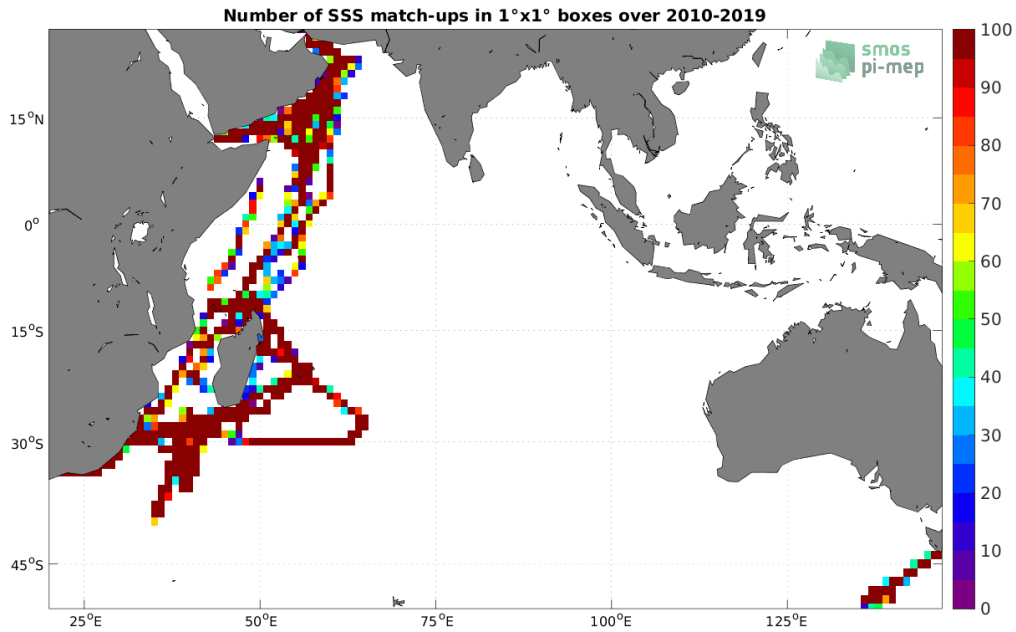 Number of SSS match-ups in 1°x1° boxes over 2010-2019
smos
pi-mep
100
90
80
70
60
50
40
30
20
10
0
15°N
0°
15°S
30°S
45°S
25°E
50°E
75°E
100°E
125°E